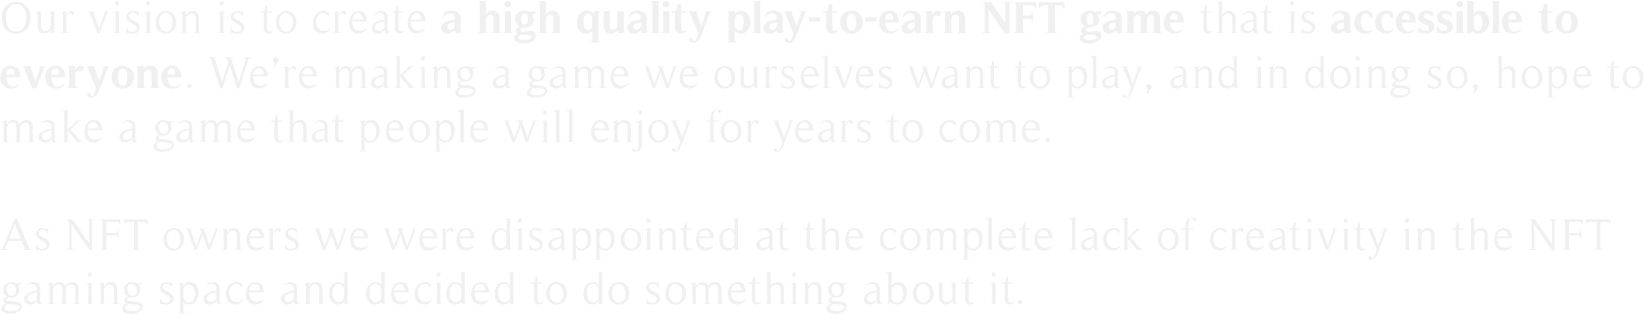 Our vision is to create a high quality play-to-earn NFT game that is accessible to
everyone. We’re making a game we ourselves want to play, and in doing so, hope to
make a game that people will enjoy for years to come.
As NFT owners we were disappointed at the complete lack of creativity in the NFT
gaming space and decided to do something about it.